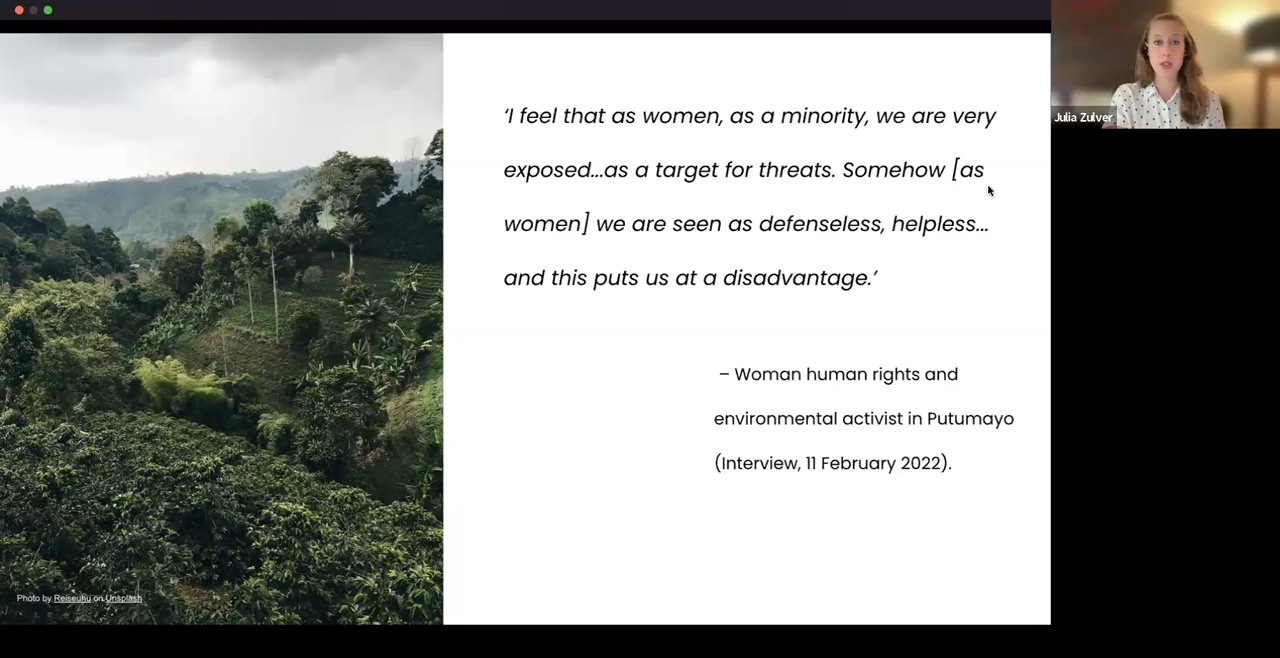 Julia Zulver
‘I feel that as women, as a minority, we are very
exposed...as a target for threats. Somehow [as
women] we are seen as defenseless, helpless...
and this puts us at a disadvantage.’
– Woman human rights and
environmental activist in Putumayo
(Interview, 11 February 2022).
Photo by Reiseuhu on Unsplash